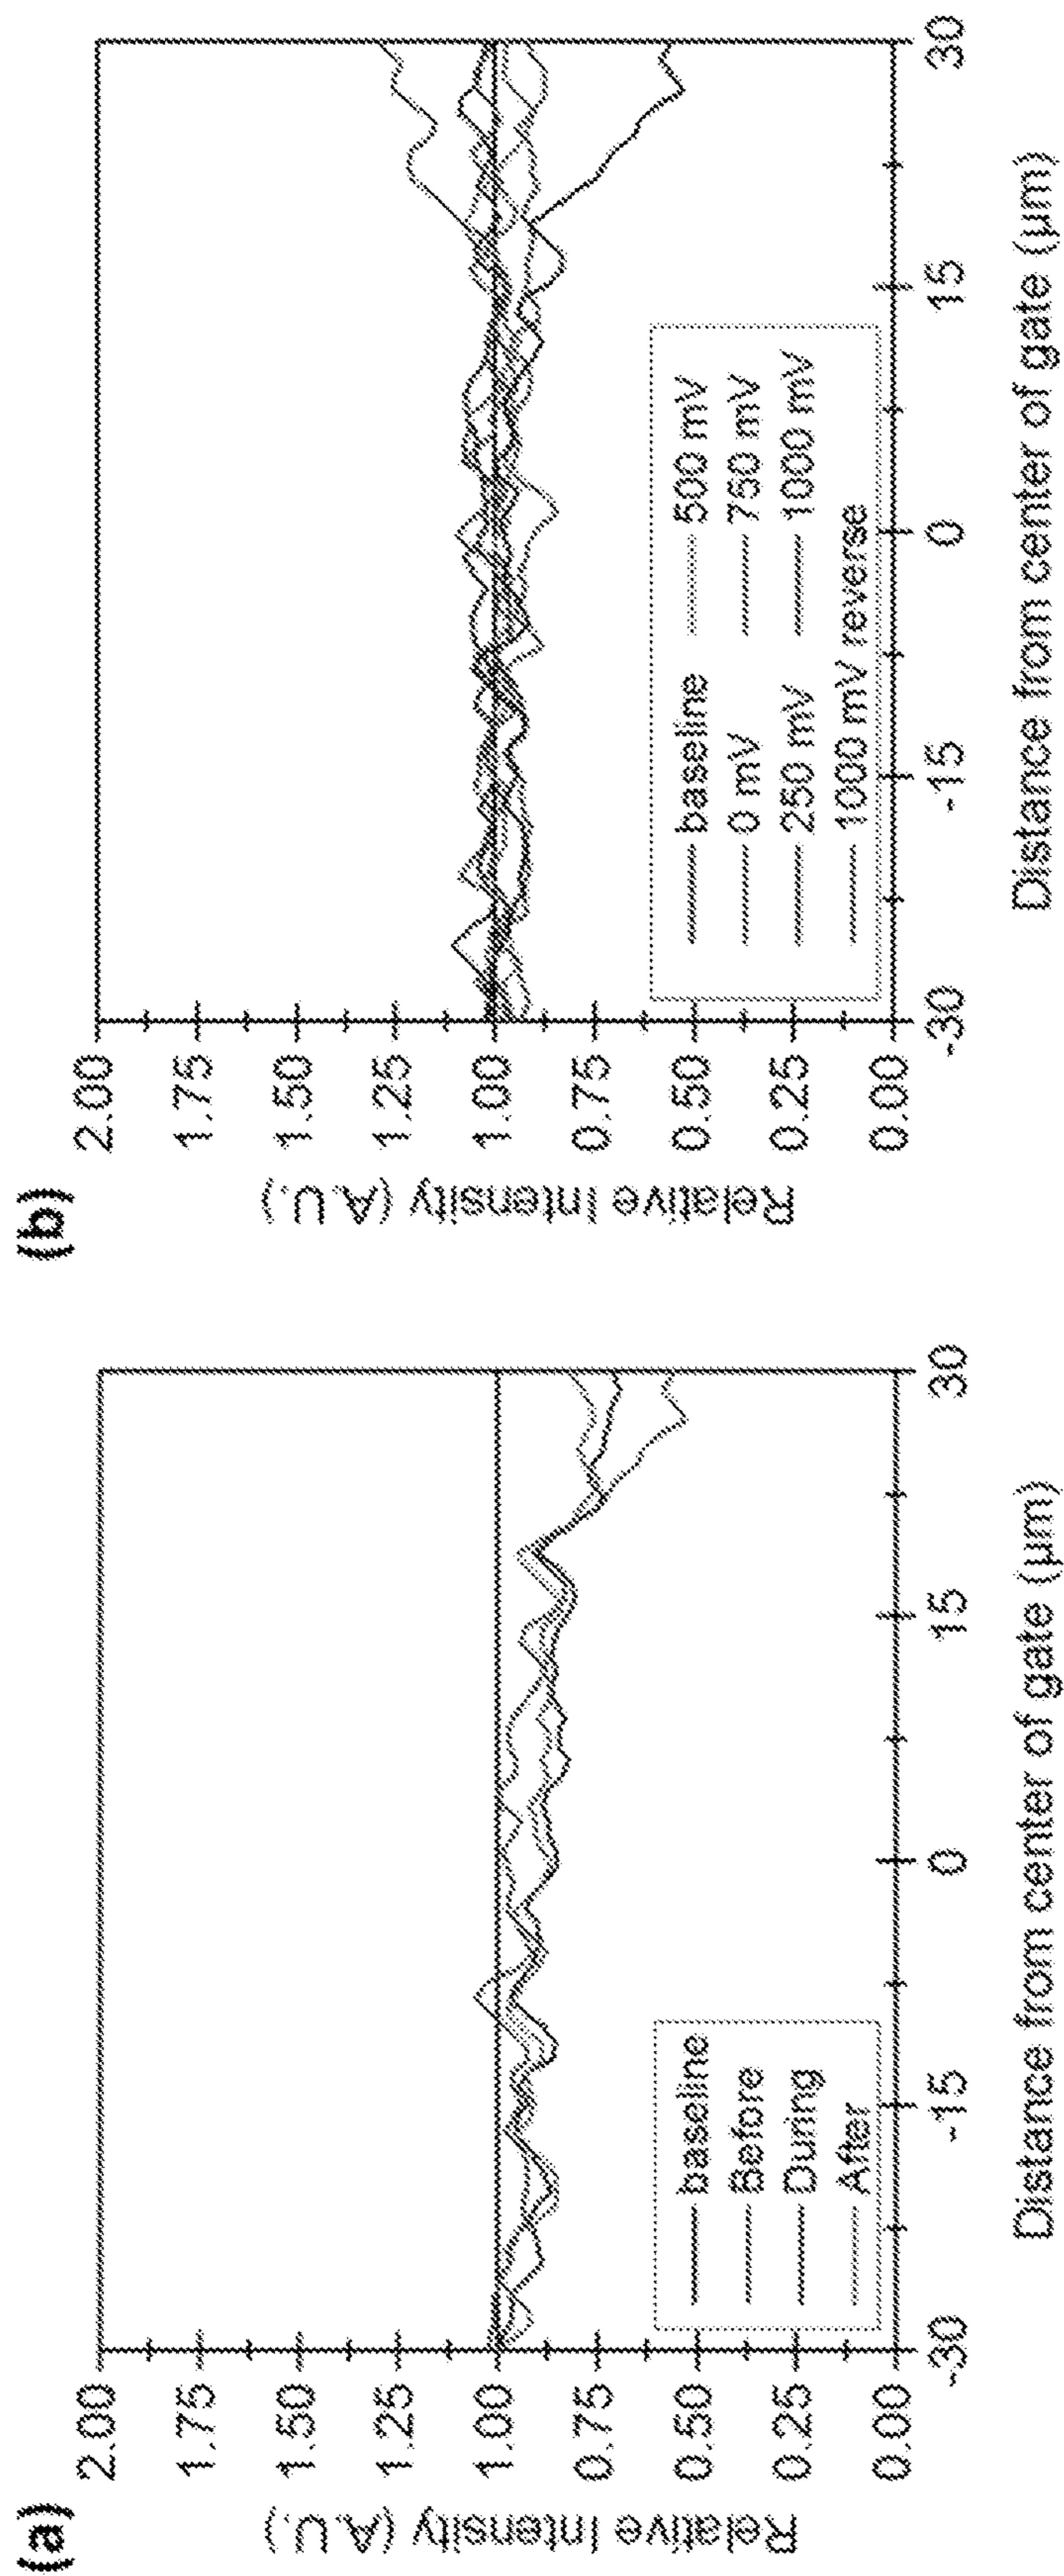 (a)
Relative Intensity (A.U.)
2.00
1.75
1.50
1.25
1.00
0.75
0.50
0.25
0.00
baseline
Before
During
After
-30
-15
0
15
30
Distance from center of gate (µm)
(b)
Relative Intensity (A.U.)
2.00
1.75
1.50
1.25
1.00
0.75
0.50
0.25
0.00
baseline 500 mV
0 mV 750 mV
250 mV 1000 mV
1000 mV reverse
-30
-15
0
15
30
Distance from center of gate (µm)